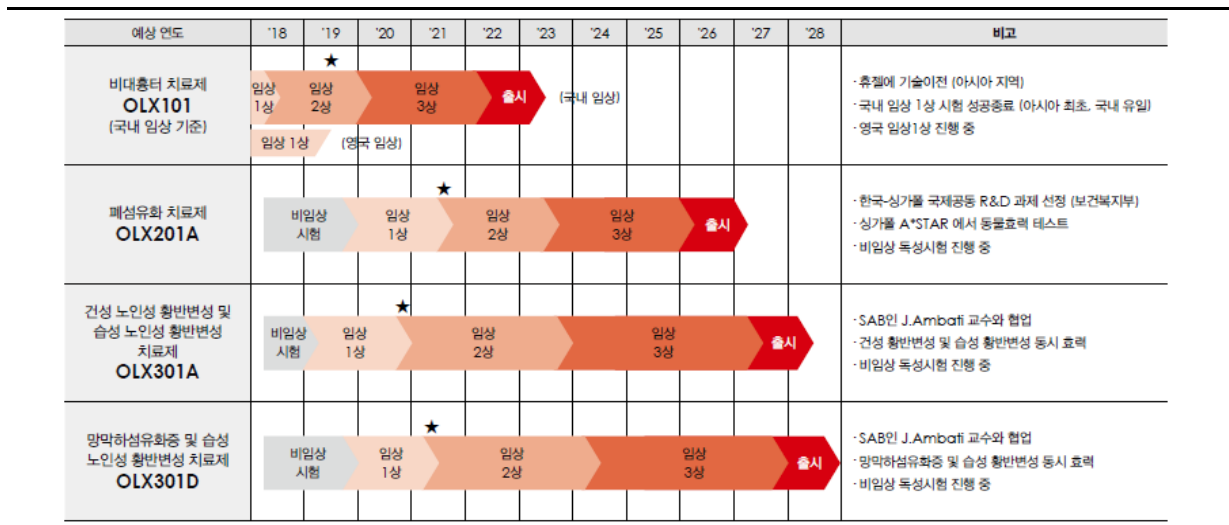 예상 연도 '18 '19 '20 '21 '22 '23 '24 '25 '26 '27 '28 비고
비대흉터 치료제
OLX101
(국내 임상 기준)
★
임상
1상
임상
2상
임상
3상
출시
(국내 임상)
임상 1상
(영국 임상)
· 휴젤에 기술이전 (아시아 지역)
· 국내 임상 1상 시험 성공종료 (아시아 최초, 국내 유일)
· 영국 임상1상 진행 중
폐섬유화 치료제
OLX201A
★
비임상
시험
임상
1상
임상
2상
임상
3상
출시
· 한국-싱가폴 국제공동 R&D 과제 선정 (보건복지부)
· 싱가폴 A*STAR 에서 동물효력 테스트
· 비임상 독성시험 진행 중
건성 노인성 황반변성 및
습성 노인성 황반변성
치료제
OLX301A
★
비임상
시험
임상
1상
임상
2상
임상
3상
출시
· SAB인 J.Ambati 교수와 협업
· 건성 황반변성 및 습성 황반변성 동시 효력
· 비임상 독성시험 진행 중
망막하섬유화증 및 습성
노인성 황반변성 치료제
OLX301D
★
비임상
시험
임상
1상
임상
2상
임상
3상
출시
· SAB인 J.Ambati 교수와 협업
· 망막하섬유화증 및 습성 황반변성 동시 효력
· 비임상 독성시험 진행 중